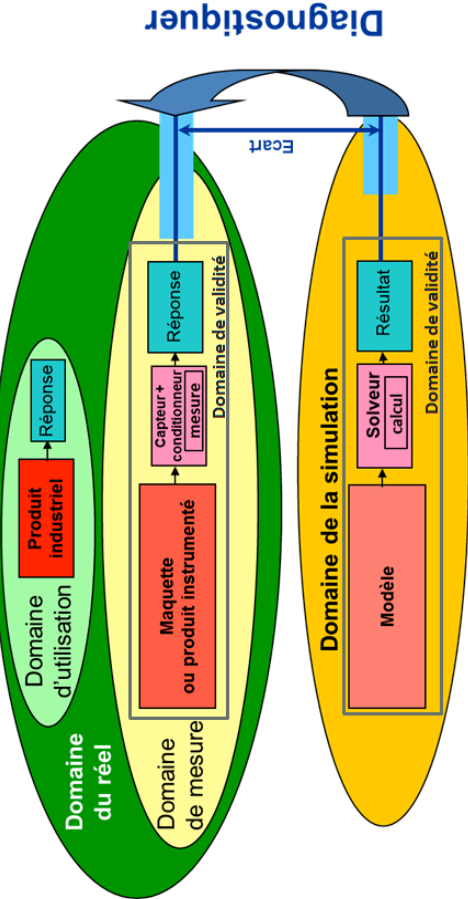 Diagnostiquer
Domaine
du réel
Domaine
d'utilisation
Produit
industriel
Réponse
Domaine
de mesure
Maquette
ou produit instrumenté
Capteur +
conditionneur
mesure
Réponse
Domaine de validité
Ecart
Domaine de la simulation
Modèle
Solveur
calcul
Résultat
Domaine de validité